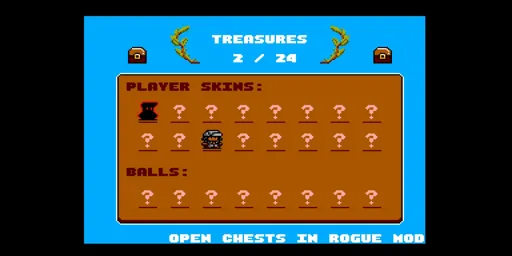 TREASURES
2 / 24
PLAYER SKINS:
? ? ? ? ? ? ?
? ? ? ? ? ? ?
BALLS:
? ? ? ? ? ? ? ?
OPEN CHESTS IN ROGUE MOD